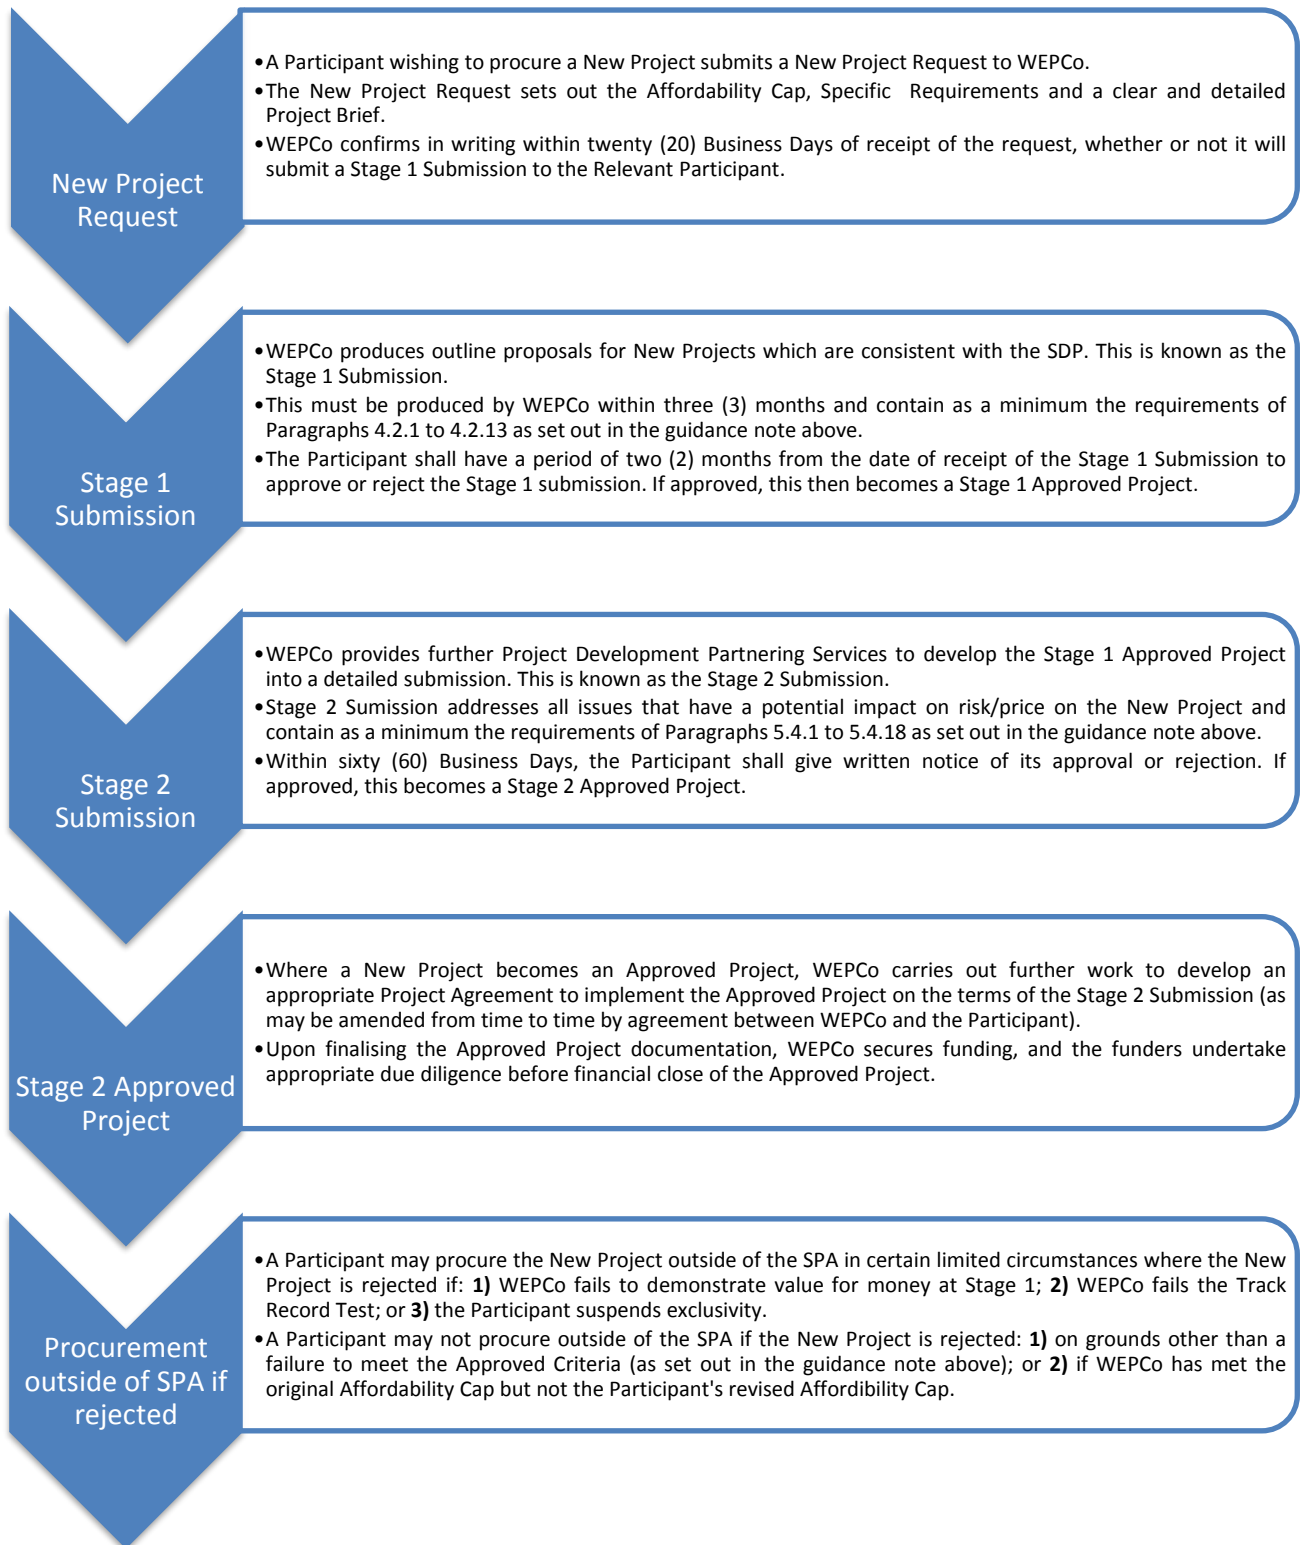 New Project
Request
•A Participant wishing to procure a New Project submits a New Project Request to WEPCo.
•The New Project Request sets out the Affordability Cap, Specific Requirements and a clear and detailed
Project Brief.
•WEPCo confirms in writing within twenty (20) Business Days of receipt of the request, whether or not it will
submit a Stage 1 Submission to the Relevant Participant.
Stage 1
Submission
•WEPCo produces outline proposals for New Projects which are consistent with the SDP. This is known as the
Stage 1 Submission.
•This must be produced by WEPCo within three (3) months and contain as a minimum the requirements of
Paragraphs 4.2.1 to 4.2.13 as set out in the guidance note above.
•The Participant shall have a period of two (2) months from the date of receipt of the Stage 1 Submission to
approve or reject the Stage 1 submission. If approved, this then becomes a Stage 1 Approved Project.
Stage 2
Submission
•WEPCo provides further Project Development Partnering Services to develop the Stage 1 Approved Project
into a detailed submission. This is known as the Stage 2 Submission.
•Stage 2 Sumission addresses all issues that have a potential impact on risk/price on the New Project and
contain as a minimum the requirements of Paragraphs 5.4.1 to 5.4.18 as set out in the guidance note above.
•Within sixty (60) Business Days, the Participant shall give written notice of its approval or rejection. If
approved, this becomes a Stage 2 Approved Project.
Stage 2 Approved
Project
•Where a New Project becomes an Approved Project, WEPCo carries out further work to develop an
appropriate Project Agreement to implement the Approved Project on the terms of the Stage 2 Submission (as
may be amended from time to time by agreement between WEPCo and the Participant).
•Upon finalising the Approved Project documentation, WEPCo secures funding, and the funders undertake
appropriate due diligence before financial close of the Approved Project.
Procurement
outside of SPA if
rejected
•A Participant may procure the New Project outside of the SPA in certain limited circumstances where the New
Project is rejected if: 1) WEPCo fails to demonstrate value for money at Stage 1; 2) WEPCo fails the Track
Record Test; or 3) the Participant suspends exclusivity.
•A Participant may not procure outside of the SPA if the New Project is rejected: 1) on grounds other than a
failure to meet the Approved Criteria (as set out in the guidance note above); or 2) if WEPCo has met the
original Affordability Cap but not the Participant's revised Affordibility Cap.